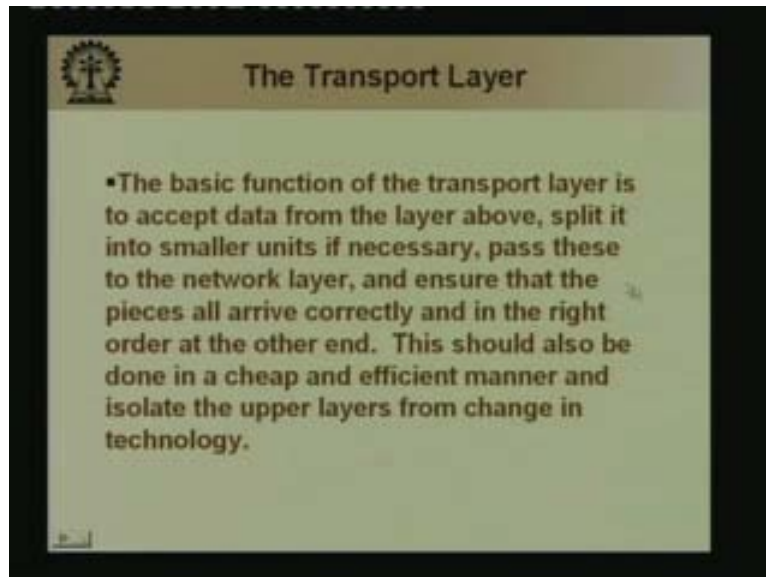 The Transport Layer
▪The basic function of the transport layer is
to accept data from the layer above, split it
into smaller units if necessary, pass these
to the network layer, and ensure that the
pieces all arrive correctly and in the right
order at the other end. This should also be
done in a cheap and efficient manner and
isolate the upper layers from change in
technology.